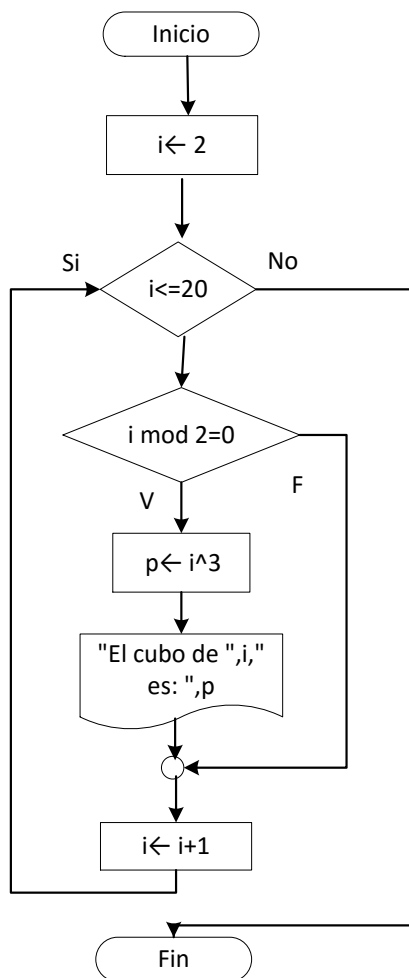 Inicio
i← 2
Si
No
i<=20
i mod 2=0
F
V
p← i^3
"El cubo de ",i,"
es: ",p
i← i+1
Fin